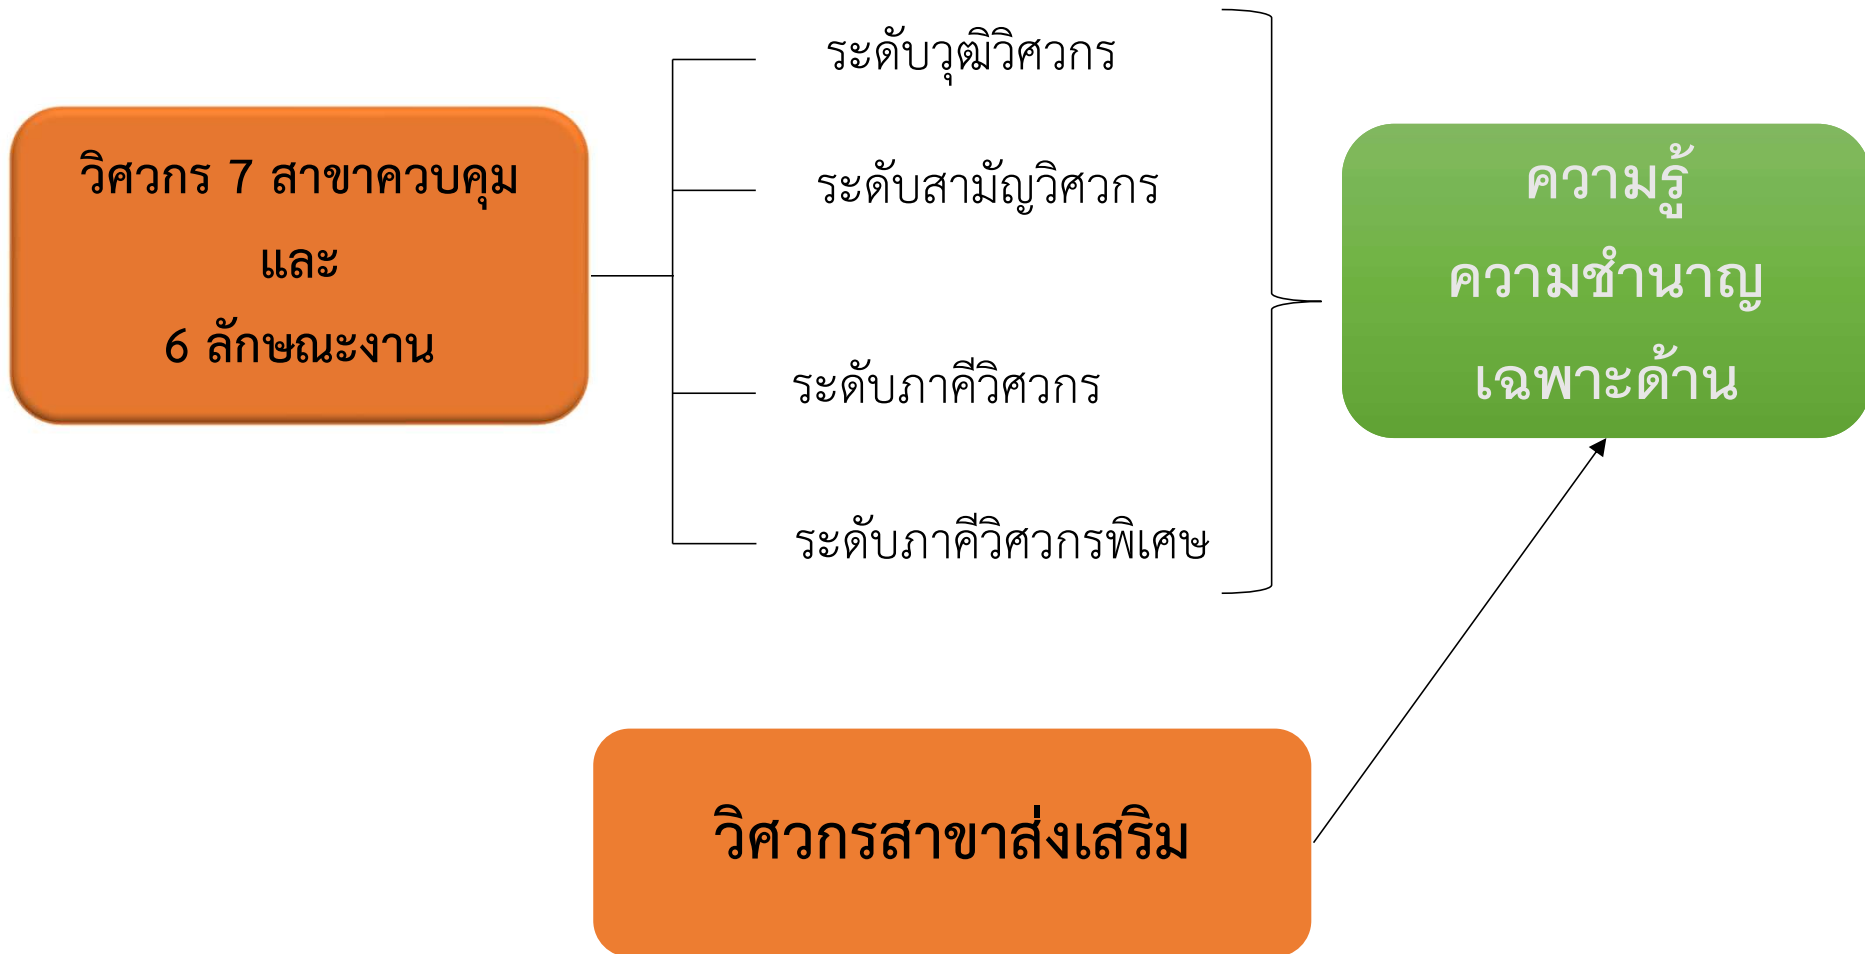 วิศวกร 7 สาขาควบคุม
และ
6 ลักษณะงาน
ระดับวุฒิวิศวกร
ระดับสามัญวิศวกร
ระดับภาคีวิศวกร
ระดับภาคีวิศวกรพิเศษ
ความรู้
ความชำนาญ
เฉพาะด้าน
วิศวกรสาขาส่งเสริม